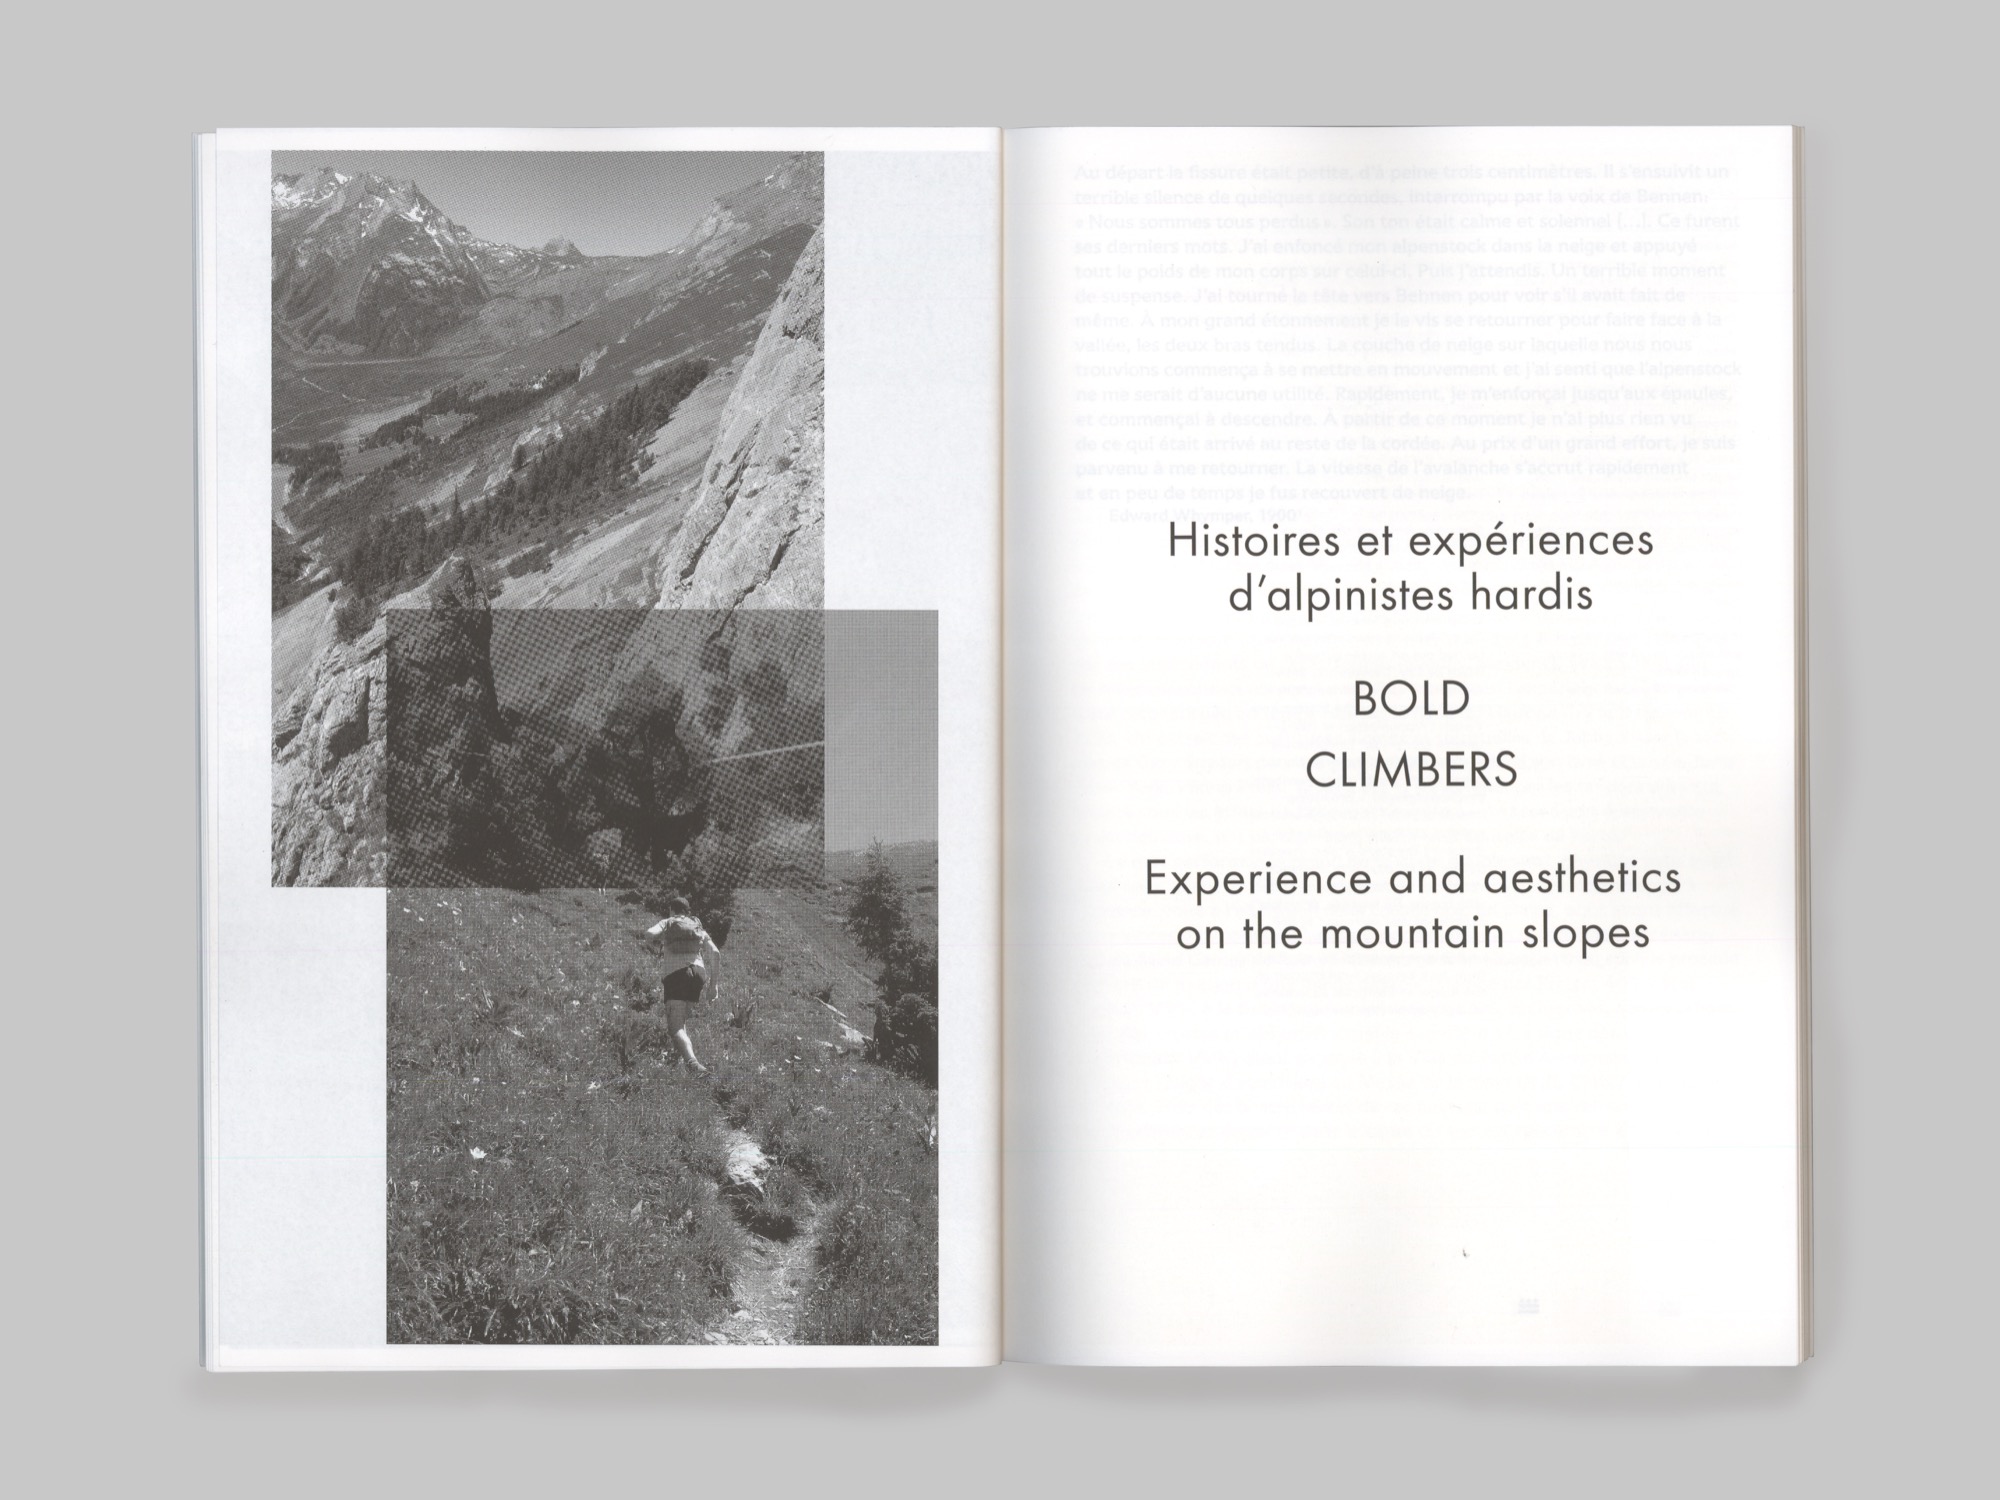 Au départ la fissure était petite, d'à peine trois centimètres. Il s'ensuivit un
terrible silence de quelques secondes, interrompu par la voix de Bennen:
« Nous sommes tous perdus ». Son ton était calme et solennel […]. Ce furent
ses derniers mots. J'ai enfoncé mon alpenstock dans la neige et appuyé
tout le poids de mon corps sur celui-ci. Puis j'attendis. Un terrible moment
de suspense. J'ai tourné la tête vers Bennen pour voir s'il avait fait de
même. À mon grand étonnement je le vis se retourner pour faire face à la
vallée, les deux bras tendus. La couche de neige sur laquelle nous nous
trouvions commença à se mettre en mouvement et j'ai senti que l'alpenstock
ne me serait d'aucune utilité. Rapidement, je m'enfonçai jusqu'aux épaules,
et commençai à descendre. À partir de ce moment je n'ai plus rien vu
de ce qui était arrivé au reste de la cordée. Au prix d'un grand effort, je suis
parvenu à me retourner. La vitesse de l'avalanche s'accrut rapidement
et en peu de temps je fus recouvert de neige.
Edward Whymper, 1900
Histoires et expériences
d'alpinistes hardis
BOLD
CLIMBERS
Experience and aesthetics
on the mountain slopes